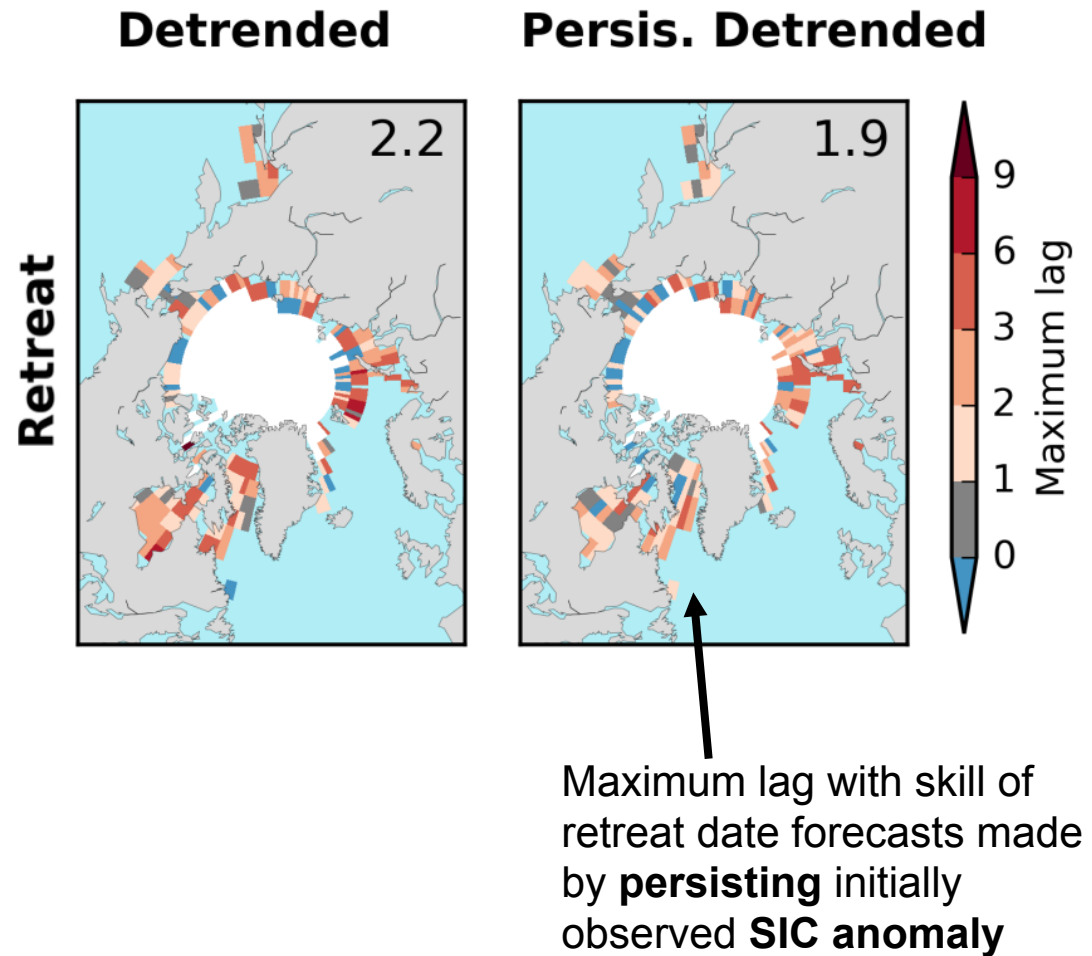 Detrended
Persis. Detrended
Retreat
2.2
1.9
9
6
3
2
1
0
Maximum lag
Maximum lag with skill of
retreat date forecasts made
by persisting initially
observed SIC anomaly